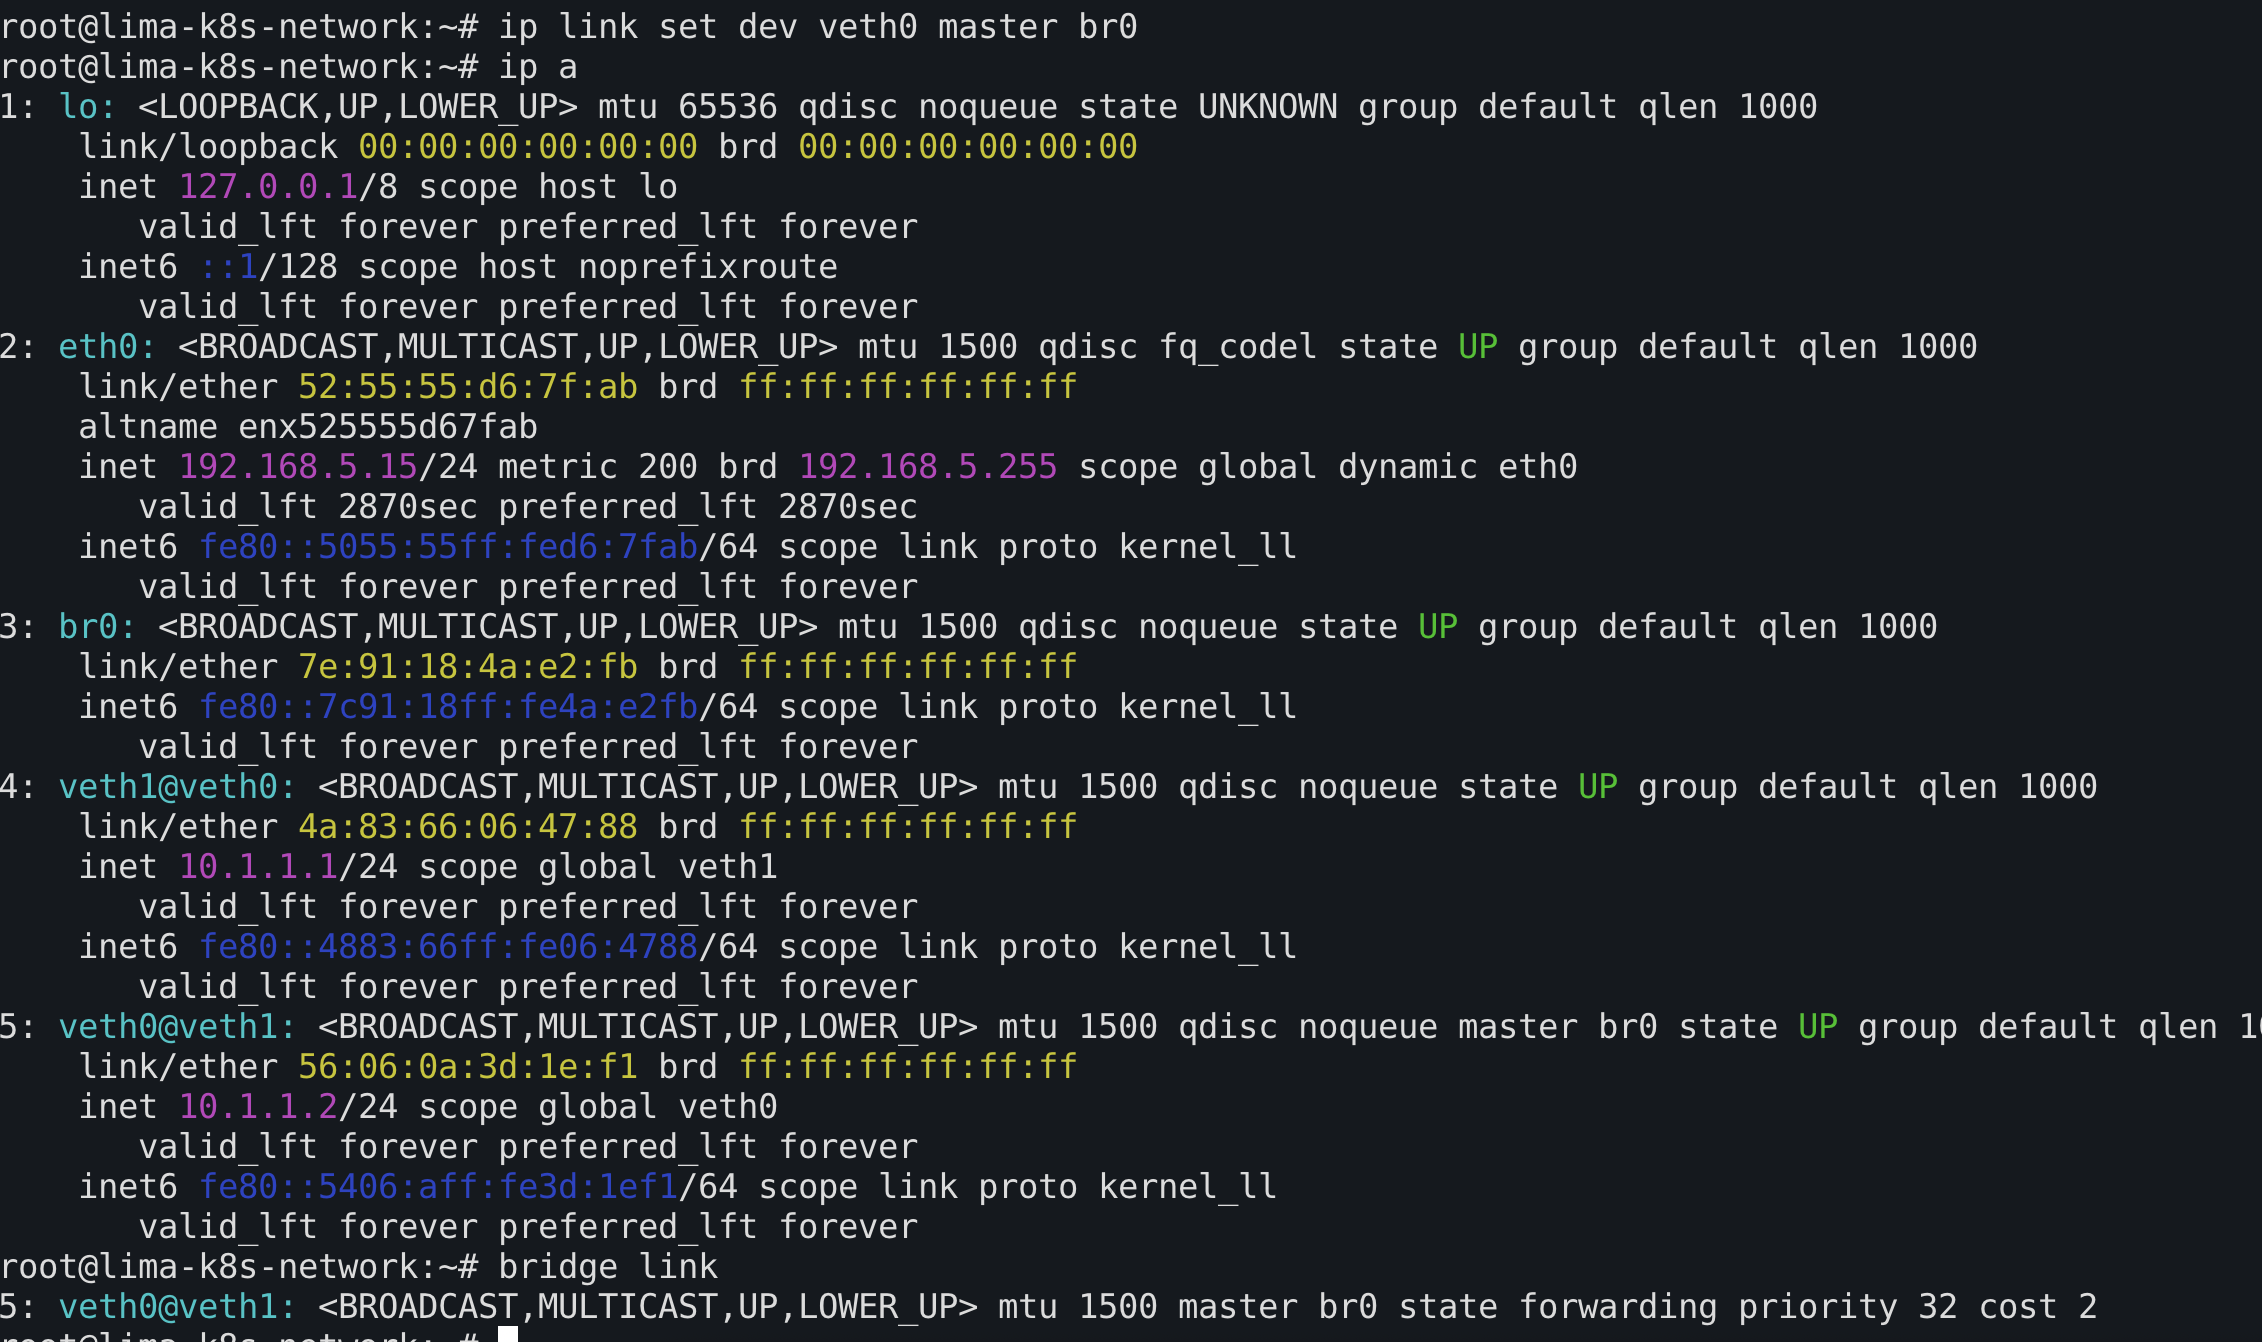 root@lima-k8s-network:~# ip link set dev veth0 master br0
root@lima-k8s-network:~# ip a
1: lo: <LOOPBACK,UP,LOWER_UP> mtu 65536 qdisc noqueue state UNKNOWN group default qlen 1000
    link/loopback 00:00:00:00:00:00 brd 00:00:00:00:00:00
    inet 127.0.0.1/8 scope host lo
       valid_lft forever preferred_lft forever
    inet6 ::1/128 scope host noprefixroute
       valid_lft forever preferred_lft forever
2: eth0: <BROADCAST,MULTICAST,UP,LOWER_UP> mtu 1500 qdisc fq_codel state UP group default qlen 1000
    link/ether 52:55:55:d6:7f:ab brd ff:ff:ff:ff:ff:ff
    altname enx525555d67fab
    inet 192.168.5.15/24 metric 200 brd 192.168.5.255 scope global dynamic eth0
       valid_lft 2870sec preferred_lft 2870sec
    inet6 fe80::5055:55ff:fed6:7fab/64 scope link proto kernel_ll
       valid_lft forever preferred_lft forever
3: br0: <BROADCAST,MULTICAST,UP,LOWER_UP> mtu 1500 qdisc noqueue state UP group default qlen 1000
    link/ether 7e:91:18:4a:e2:fb brd ff:ff:ff:ff:ff:ff
    inet6 fe80::7c91:18ff:fe4a:e2fb/64 scope link proto kernel_ll
       valid_lft forever preferred_lft forever
4: veth1@veth0: <BROADCAST,MULTICAST,UP,LOWER_UP> mtu 1500 qdisc noqueue state UP group default qlen 1000
    link/ether 4a:83:66:06:47:88 brd ff:ff:ff:ff:ff:ff
    inet 10.1.1.1/24 scope global veth1
       valid_lft forever preferred_lft forever
    inet6 fe80::4883:66ff:fe06:4788/64 scope link proto kernel_ll
       valid_lft forever preferred_lft forever
5: veth0@veth1: <BROADCAST,MULTICAST,UP,LOWER_UP> mtu 1500 qdisc noqueue master br0 state UP group default qlen
    link/ether 56:06:0a:3d:1e:f1 brd ff:ff:ff:ff:ff:ff
    inet 10.1.1.2/24 scope global veth0
       valid_lft forever preferred_lft forever
    inet6 fe80::5406:aff:fe3d:1ef1/64 scope link proto kernel_ll
       valid_lft forever preferred_lft forever
root@lima-k8s-network:~# bridge link
5: veth0@veth1: <BROADCAST,MULTICAST,UP,LOWER_UP> mtu 1500 master br0 state forwarding priority 32 cost 2
root@lima-k8s-network:~#